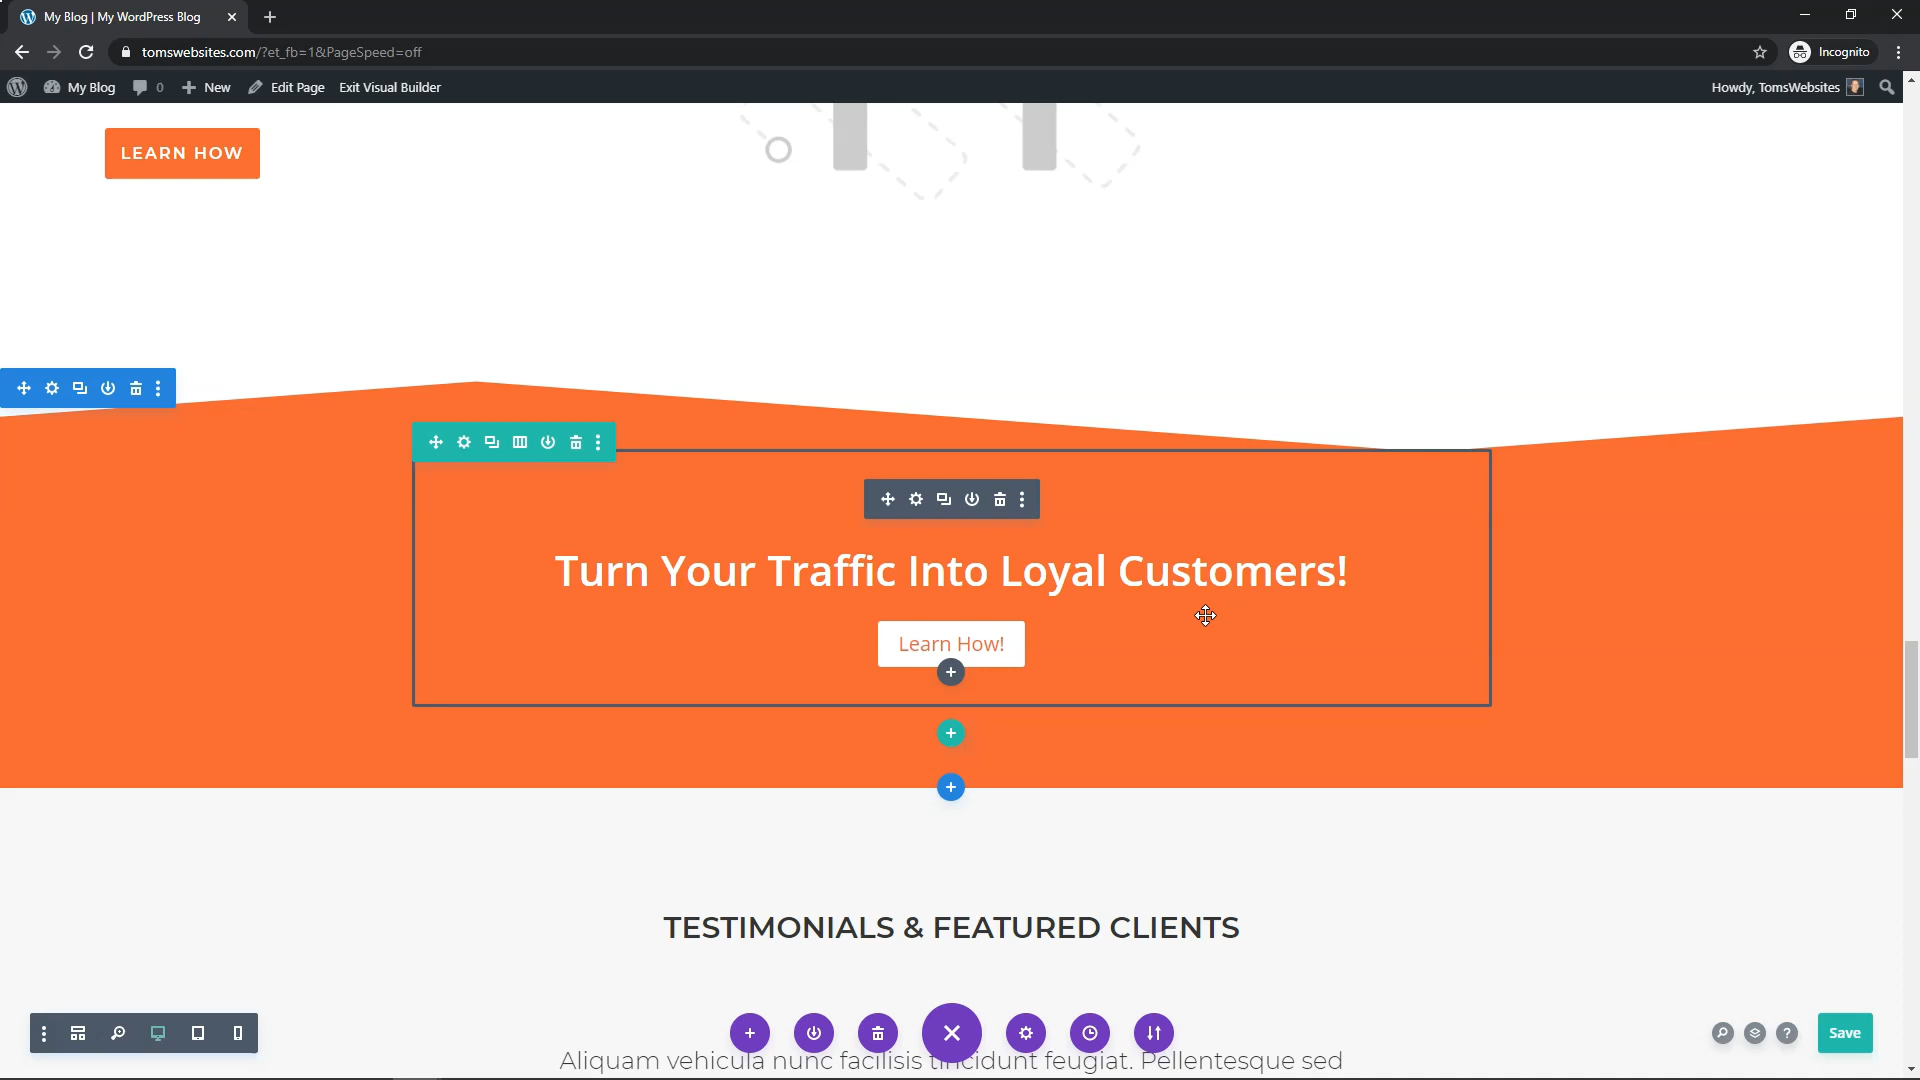 My Blog | My WordPress Blog
tomswebsites.com/?et_fb=1&PageSpeed=off
Incognito
My Blog
0
New
Edit Page
Exit Visual Builder
Howdy, TomsWebsites
LEARN HOW
Turn Your Traffic Into Loyal Customers!
Learn How!
TESTIMONIALS & FEATURED CLIENTS
Save
Aliquam vehicula nunc facilisis tincidunt feugiat. Pellentesque sed